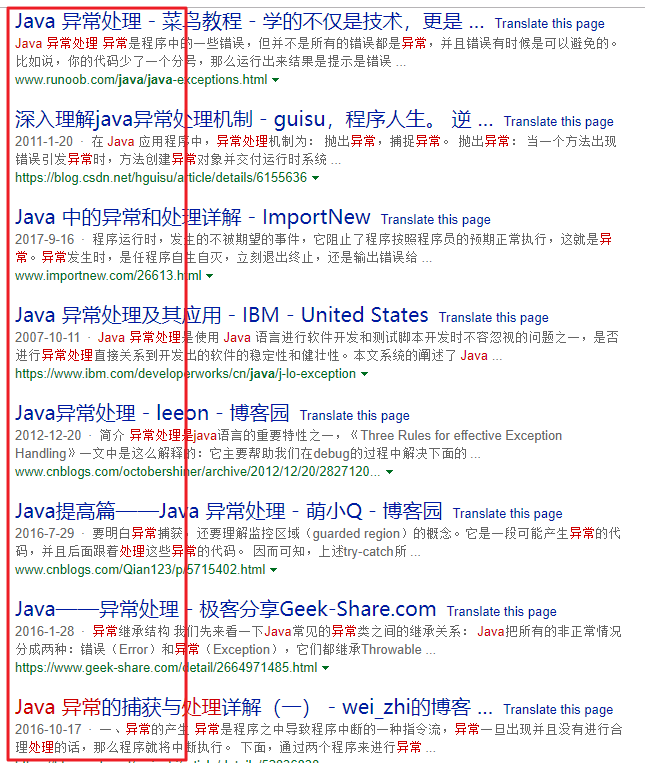 Java 异常处理 - 菜鸟教程 - 学的不仅是技术，更是 ... Translate this page
Java 异常处理 异常是程序中的一些错误，但并不是所有的错误都是异常，并且错误有时候是可以避免的。
比如说，你的代码少了一个分号，那么运行出来结果是提示是错误 ...
www.runoob.com/java/java-exceptions.html
深入理解java异常处理机制 - guisu，程序人生。 逆 ... Translate this page
2011-1-20 · 在 Java 应用程序中，异常处理机制为： 抛出异常，捕捉异常。 抛出异常： 当一个方法出现
错误引发异常时，方法创建异常对象并交付运行时系统 ...
https://blog.csdn.net/hguisu/article/details/6155636
Java 中的异常和处理详解 - ImportNew Translate this page
2017-9-16 · 程序运行时，发生的不被期望的事件，它阻止了程序按照程序员的预期正常执行，这就是异
常。异常发生时，是任程序自生自灭，立刻退出终止，还是输出错误给 ...
www.importnew.com/26613.html
Java 异常处理及其应用 - IBM - United States Translate this page
2007-10-11 · Java 异常处理是使用 Java 语言进行软件开发和测试脚本开发时不容忽视的问题之一，是否
进行异常处理直接关系到开发出的软件的稳定性和健壮性。本文系统的阐述了 Java ...
https://www.ibm.com/developerworks/cn/java/j-lo-exception
Java异常处理 - leeon - 博客园 Translate this page
2012-12-20 · 简介 异常处理是java语言的重要特性之一，《Three Rules for effective Exception
Handling》一文中是这么解释的：它主要帮助我们在debug的过程中解决下面的 ...
www.cnblogs.com/octobershiner/archive/2012/12/20/2827120...
Java提高篇——Java 异常处理 - 萌小Q - 博客园 Translate this page
2016-7-29 · 要明白异常捕获，还要理解监控区域（guarded region）的概念。它是一段可能产生异常的代
码，并且后面跟着处理这些异常的代码。 因而可知，上述try-catch所 ...
www.cnblogs.com/Qian123/p/5715402.html
Java——异常处理 - 极客分享Geek-Share.com Translate this page
2016-1-28 · 异常继承结构 我们先来看一下Java常见的异常类之间的继承关系： Java把所有的非正常情况
分成两种：错误（Error）和异常（Exception），它们都继承Throwable ...
https://www.geek-share.com/detail/2664971485.html
Java 异常的捕获与处理详解（一） - wei_zhi的博客 ... Translate this page
2016-10-17 · 一、异常的产生 异常是程序之中导致程序中断的一种指令流，异常一旦出现并且没有进行合
理处理的话，那么程序就将中断执行。 下面，通过两个程序来进行异常 ...